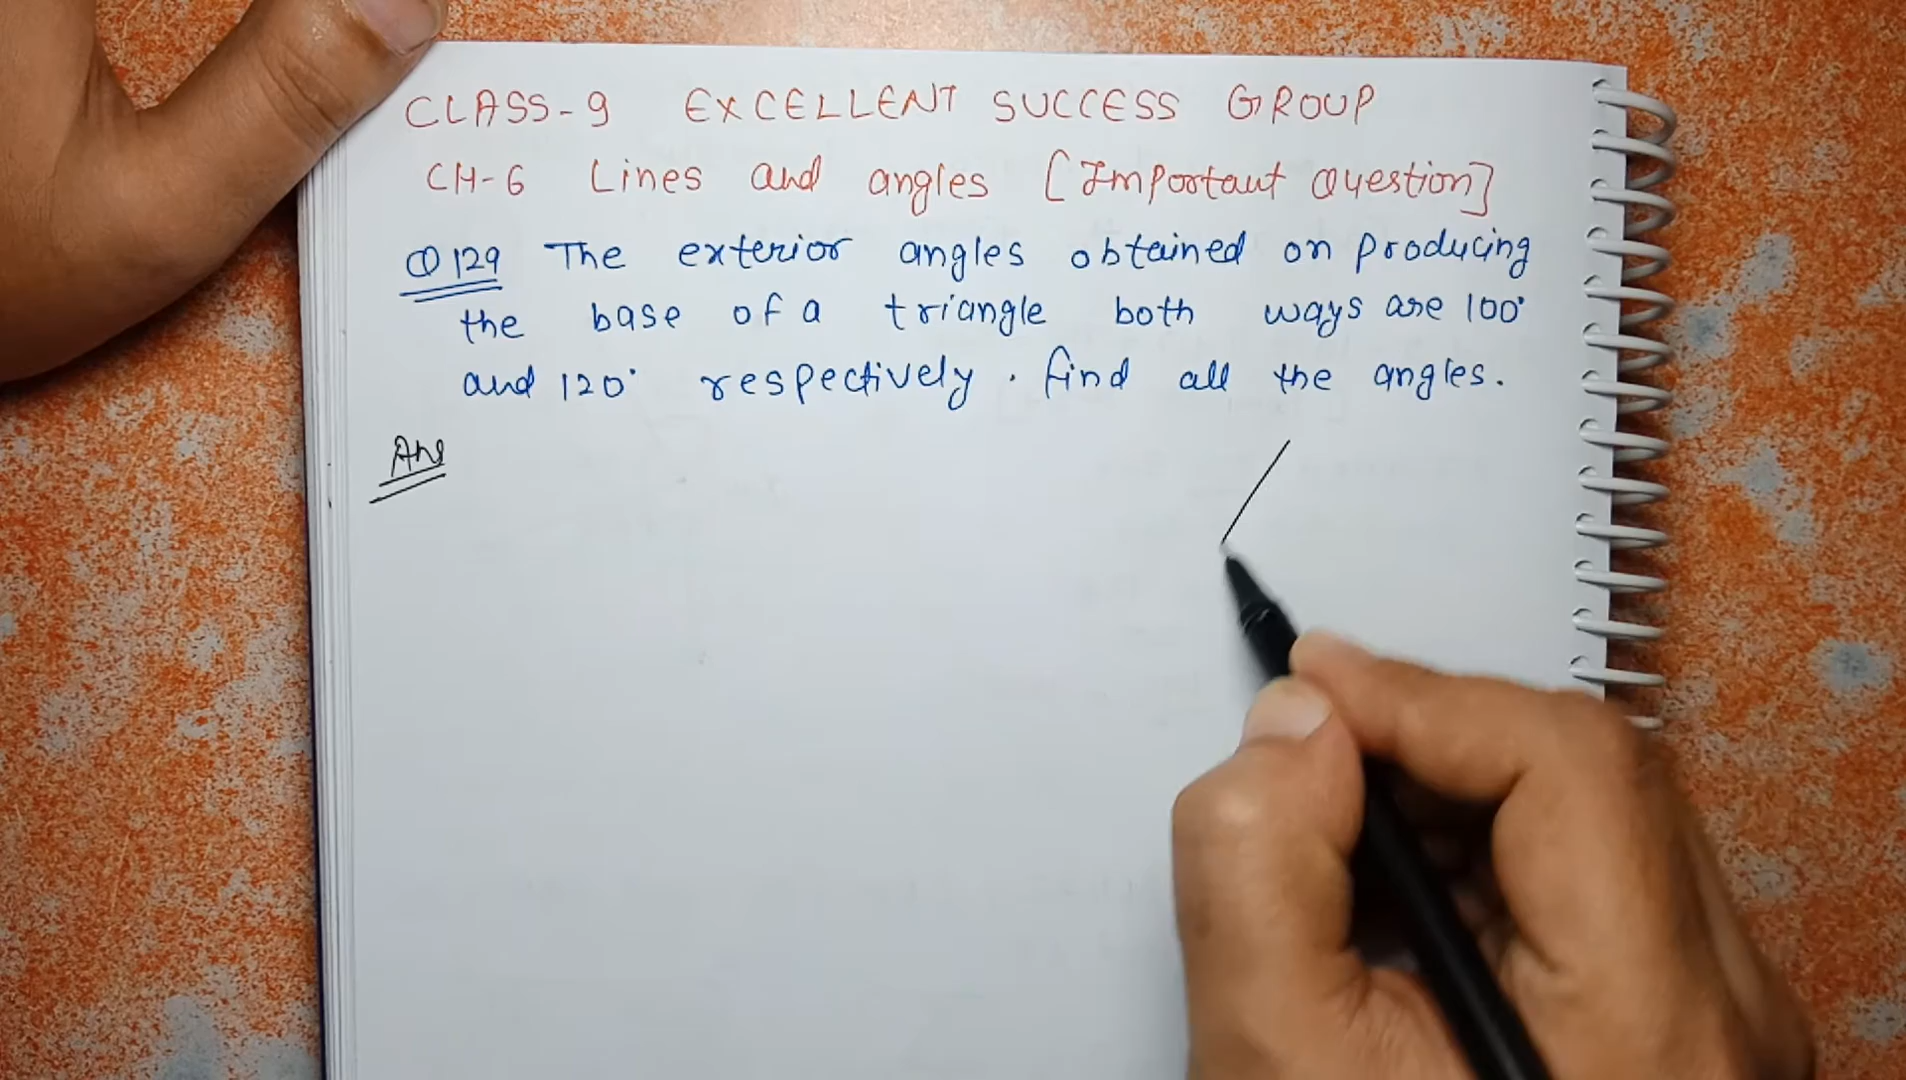 CLASS-9 EXCELLENT SUCCESS GROUP
CH-6 Lines and angles [Important Question]
Q129 The exterior angles obtained on producing
the base of a triangle both ways are 100°
and 120° respectively. find all the angles.
Ans